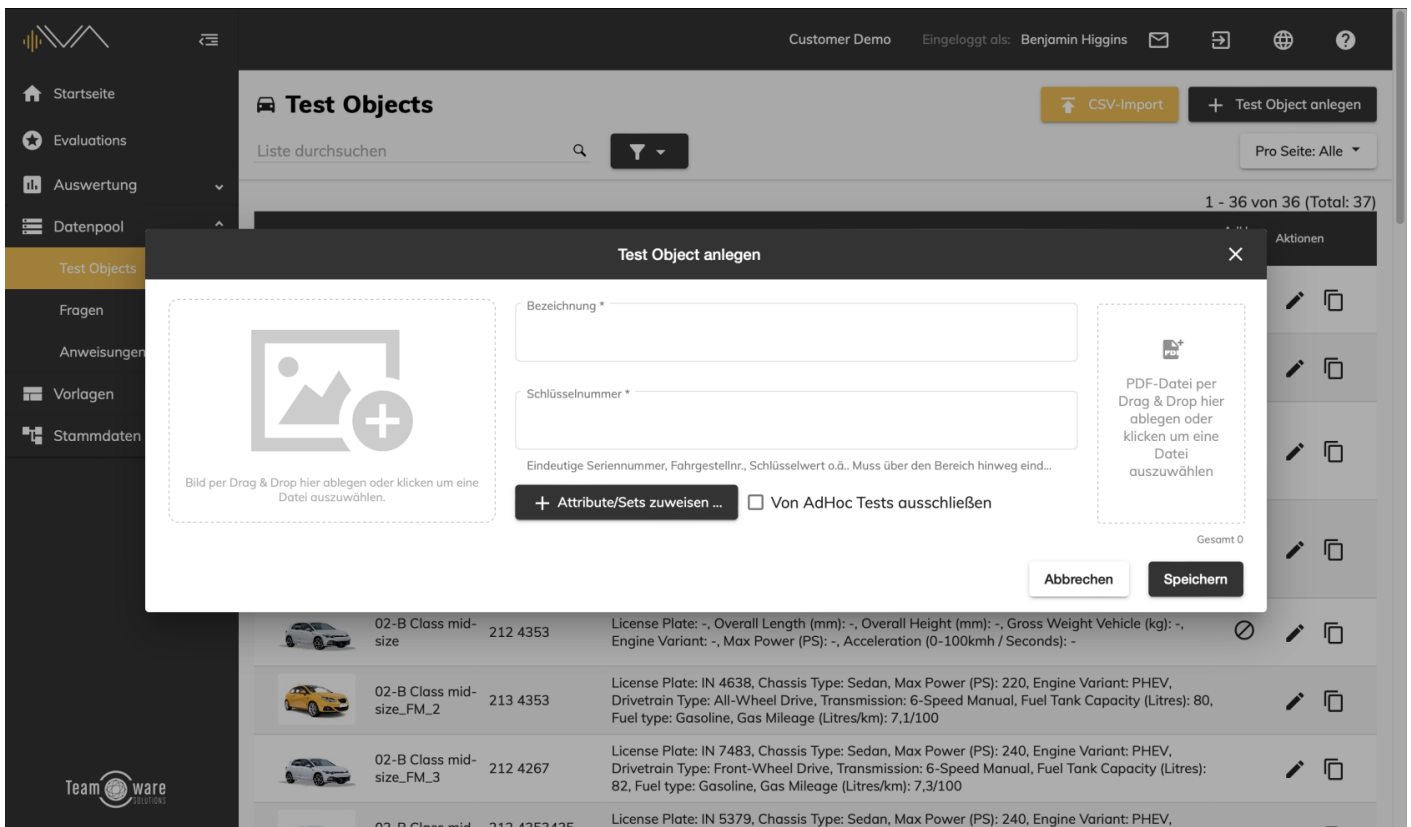 Customer Demo Eingeloggt als: Benjamin Higgins
Startseite
Evaluations
Auswertung
Datenpool
Test Objects
Fragen
Anweisungen
Vorlagen
Stammdaten
Team ware
SOLUTIONS
Test Objects
CSV-Import
+ Test Object anlegen
Liste durchsuchen
Pro Seite: Alle
1 - 36 von 36 (Total: 37)
Aktionen
Test Object anlegen
Bild per Drag & Drop hier ablegen oder klicken um eine
Datei auszuwählen.
Bezeichnung *
Schlüsselnummer *
Eindeutige Seriennummer, Fahrgestellnr., Schlüsselwert o.ä.. Muss über den Bereich hinweg eind...
+ Attribute/Sets zuweisen ...
Von AdHoc Tests ausschließen
PDF
PDF-Datei per
Drag & Drop hier
ablegen oder
klicken um eine
Datei
auszuwählen
Gesamt 0
Abbrechen
Speichern
02-B Class mid-
size
212 4353
License Plate: -, Overall Length (mm): -, Overall Height (mm): -, Gross Weight Vehicle (kg): -,
Engine Variant: -, Max Power (PS): -, Acceleration (0-100kmh / Seconds): -
02-B Class mid-
size_FM_2
213 4353
License Plate: IN 4638, Chassis Type: Sedan, Max Power (PS): 220, Engine Variant: PHEV,
Drivetrain Type: All-Wheel Drive, Transmission: 6-Speed Manual, Fuel Tank Capacity (Litres): 80,
Fuel type: Gasoline, Gas Mileage (Litres/km): 7,1/100
02-B Class mid-
size_FM_3
212 4267
License Plate: IN 7483, Chassis Type: Sedan, Max Power (PS): 240, Engine Variant: PHEV,
Drivetrain Type: Front-Wheel Drive, Transmission: 6-Speed Manual, Fuel Tank Capacity (Litres):
82, Fuel type: Gasoline, Gas Mileage (Litres/km): 7,3/100
02-B Class mid-
212 4353435
License Plate: IN 5379, Chassis Type: Sedan, Max Power (PS): 240, Engine Variant: PHEV,